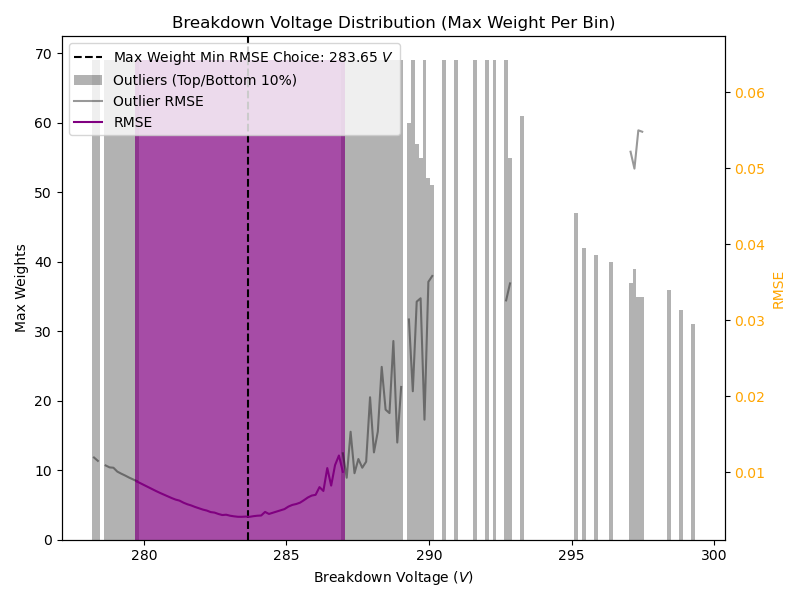 Breakdown Voltage Distribution (Max Weight Per Bin)
Max Weight Min RMSE Choice: 283.65 V
Outliers (Top/Bottom 10%)
Outlier RMSE
RMSE
70
60
50
40
30
20
10
0
Max Weights
0.06
0.05
0.04
0.03
0.02
0.01
RMSE
280
285
290
295
300
Breakdown Voltage (V)